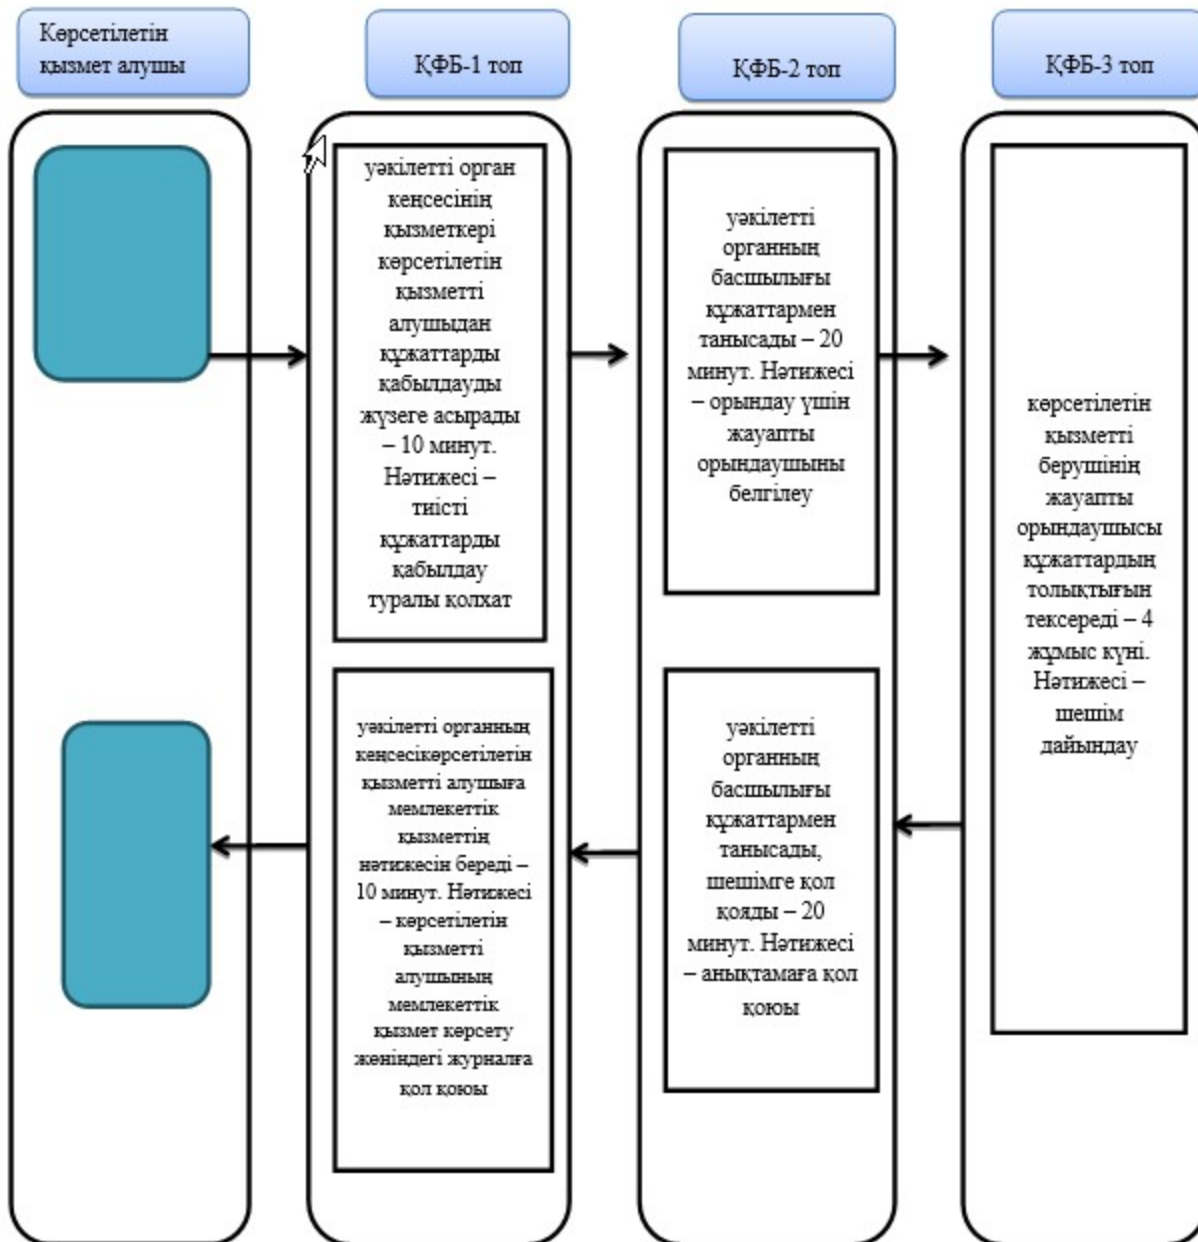 Көрсетілетін
қызмет алушы
ҚФБ-1 топ
ҚФБ-2 топ
ҚФБ-3 топ
уәкілетті орган
кеңсесінің
қызметкері
көрсетілетін
қызметті
алушыдан
құжаттарды
қабылдауды
жүзеге асырады
– 10 минут.
Нәтижесі –
тиісті
құжаттарды
қабылдау
туралы қолхат
уәкілетті
органның
басшылығы
құжаттармен
танысады – 20
минут. Нәтижесі
– орындау үшін
жауапты
орындаушыны
белгілеу
көрсетілетін
қызметті
берушінің
жауапты
орындаушысы
құжаттардың
толықтығын
тексереді – 4
жұмыс күні.
Нәтижесі –
шешім
дайындау
уәкілетті
органның
басшылығы
құжаттармен
танысады,
шешімге қол
қояды – 20
минут. Нәтижесі
– анықтамаға қол
қоюы
уәкілетті органның
кеңсесікөрсетілетін
қызметті алушыға
мемлекеттік
қызметтің
нәтижесін береді –
10 минут. Нәтижесі
– көрсетілетін
қызметті
алушының
мемлекеттік
қызмет көрсету
жөніндегі журналға
қол қоюы